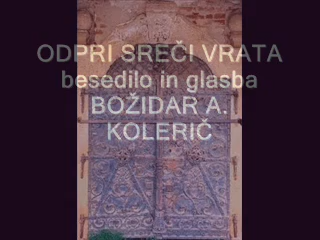 ODPRI SREČI VRATA
besedilo in glasba
BOŽIDAR A.
KOLERIČ